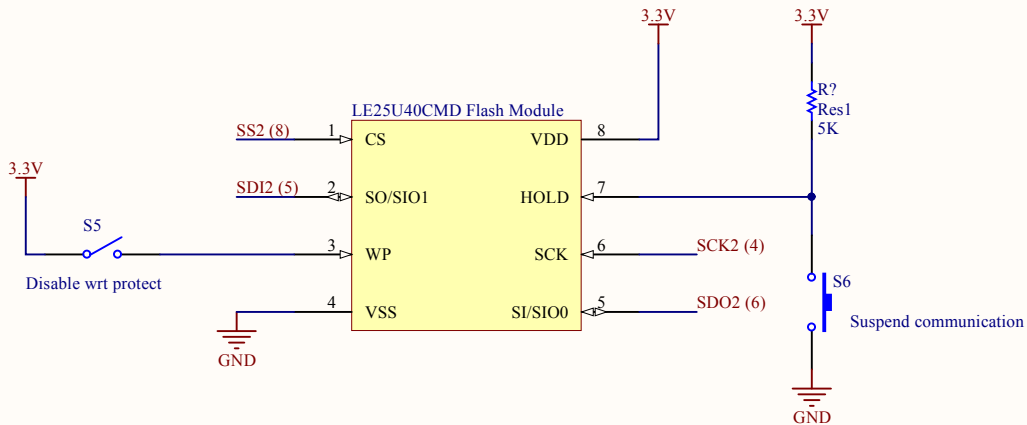 3.3V
3.3V
R?
Res1
5K
LE25U40CMD Flash Module
SS2 (8)
1
CS
VDD
8
3.3V
SDI2 (5)
2
SO/SIO1
HOLD
7
S5
3
WP
SCK
6
SCK2 (4)
Disable wrt protect
S6
4
VSS
SI/SIO0
5
SDO2 (6)
Suspend communication
GND
GND